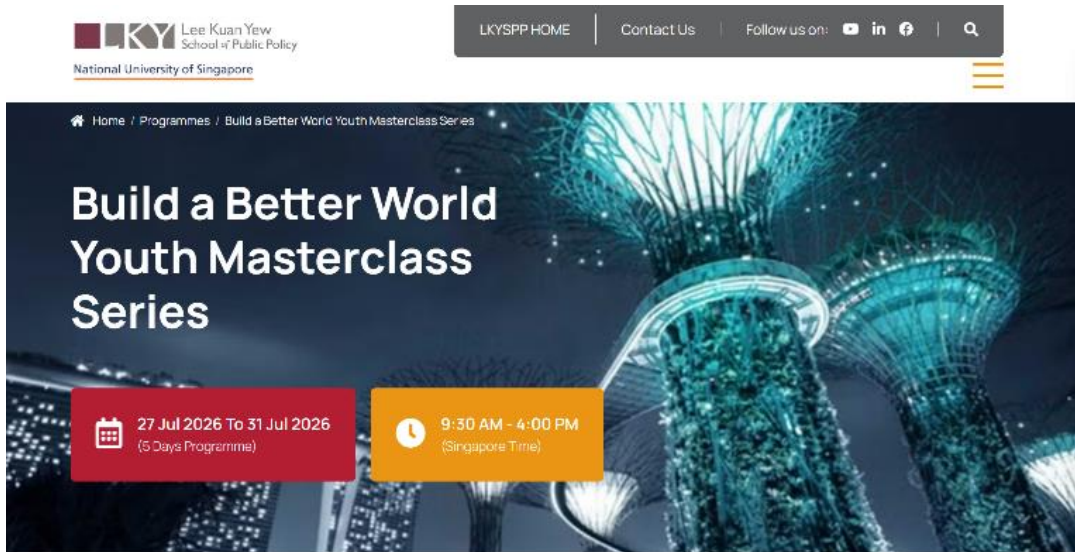 Lee Kuan Yew
School of Public Policy
National University of Singapore
LKYSPP HOME
Contact Us
Follow us on:
Home / Programmes / Build a Better World Youth Masterclass Series
Build a Better World
Youth Masterclass
Series
27 Jul 2026 To 31 Jul 2026
(5 Days Programme)
9:30 AM - 4:00 PM
(Singapore Time)